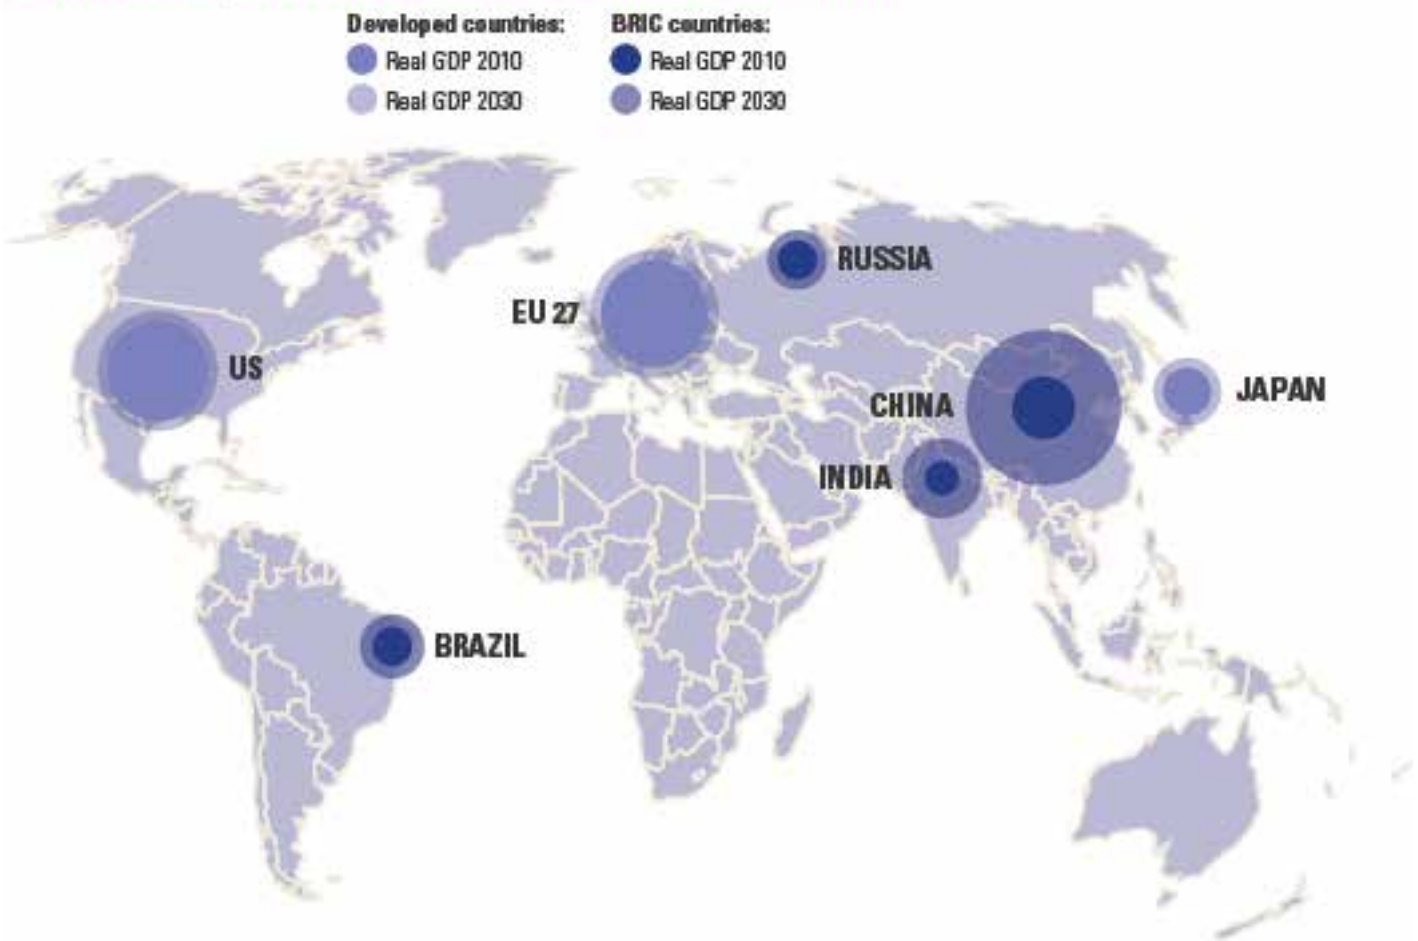 Developed countries:
Real GDP 2010
Real GDP 2030
BRIC countries:
Real GDP 2010
Real GDP 2030
RUSSIA
EU 27
US
CHINA
JAPAN
INDIA
BRAZIL